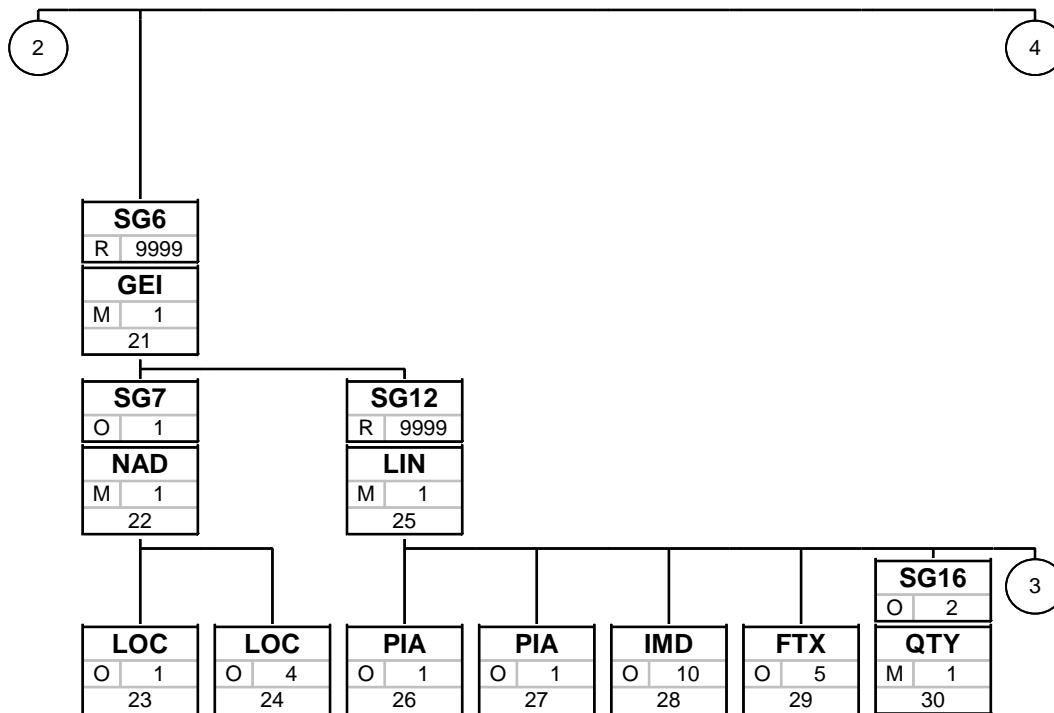 2
4
SG6
R 9999
GEI
M 1
21
SG7 SG12
O 1 R 9999
NAD LIN
M 1 M 1
22 25
SG16
3
O 2
LOC LOC PIA PIA IMD FTX QTY
O 1 O 4 O 1 O 1 O 10 O 5 M 1
23 24 26 27 28 29 30